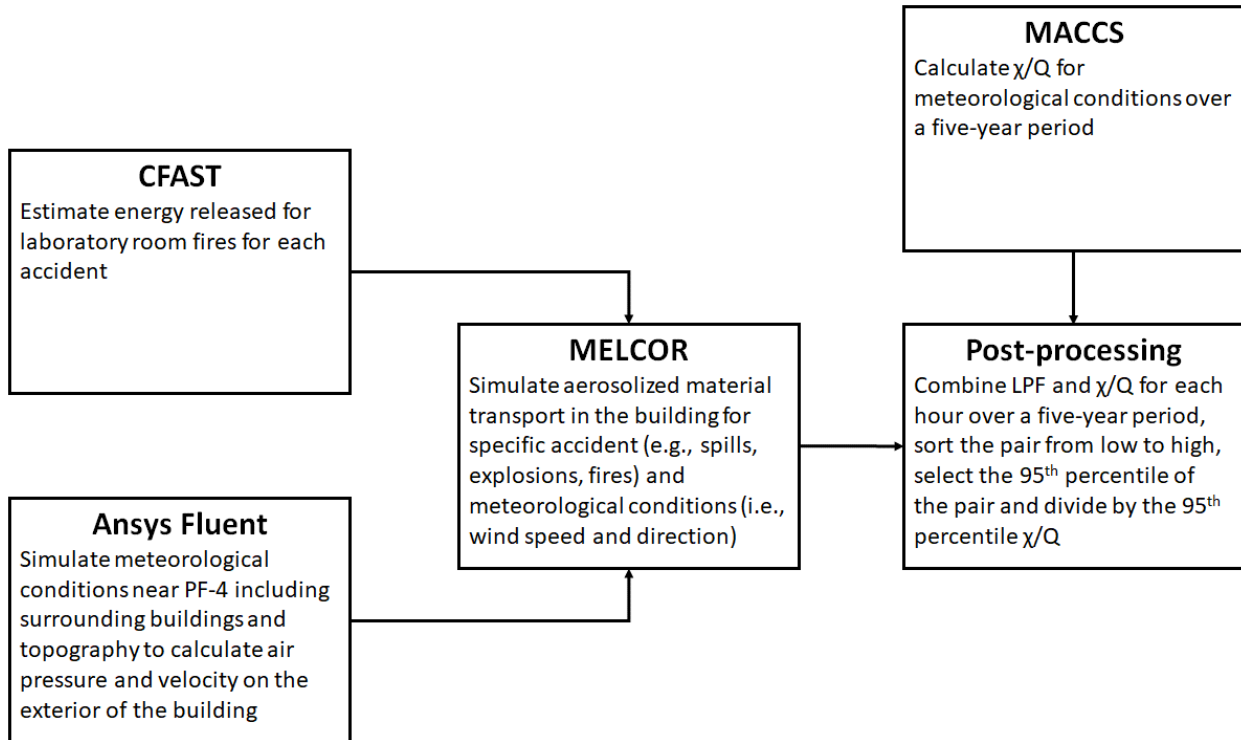 MACCS
Calculate χ/Q for
meteorological conditions over
a five-year period
CFAST
Estimate energy released for
laboratory room fires for each
accident
MELCOR
Simulate aerosolized material
transport in the building for
specific accident (e.g., spills,
explosions, fires) and
meteorological conditions (i.e.,
wind speed and direction)
Post-processing
Combine LPF and χ/Q for each
hour over a five-year period,
sort the pair from low to high,
select the 95th percentile of
the pair and divide by the 95th
percentile χ/Q
Ansys Fluent
Simulate meteorological
conditions near PF-4 including
surrounding buildings and
topography to calculate air
pressure and velocity on the
exterior of the building